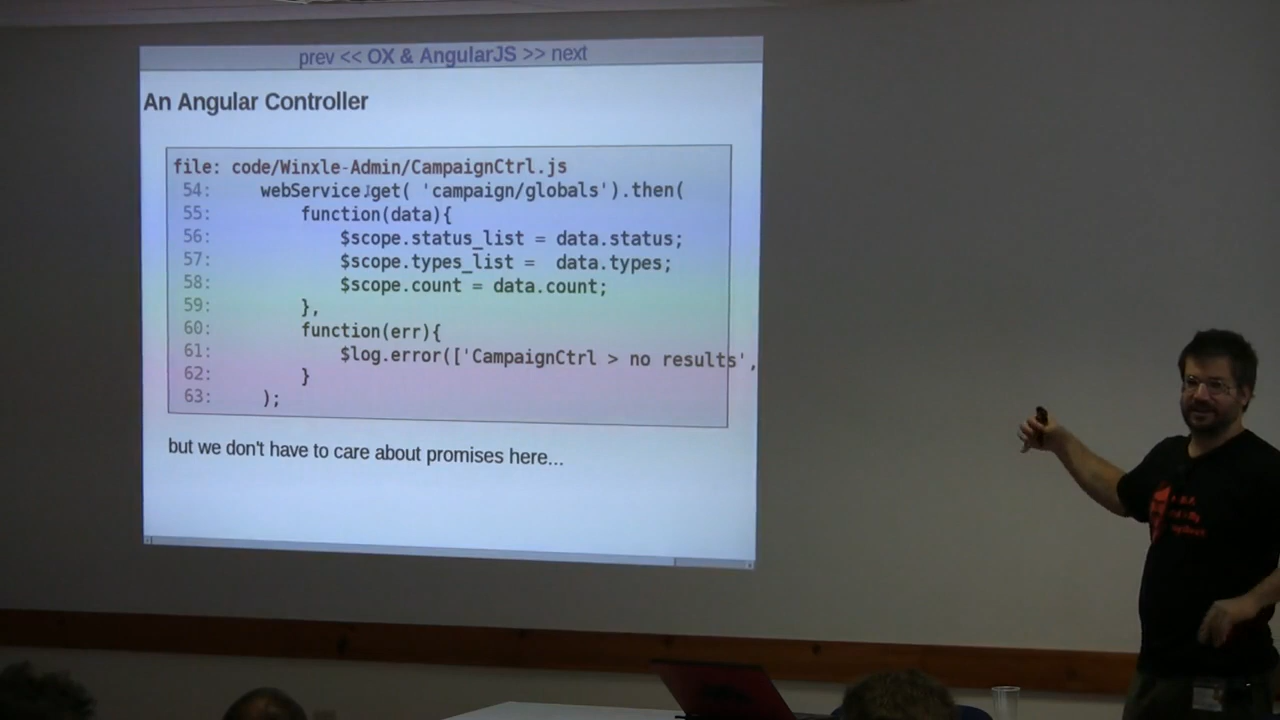 prev << OX & AngularJS >> next
An Angular Controller
file: code/Winxle-Admin/CampaignCtrl.js
54: webService.get( 'campaign/globals').then(
55: function(data){
56: $scope.status_list = data.status;
57: $scope.types_list = data.types;
58: $scope.count = data.count;
59: },
60: function(err){
61: $log.error(['CampaignCtrl > no results',
62: }
63: );
but we don't have to care about promises here...